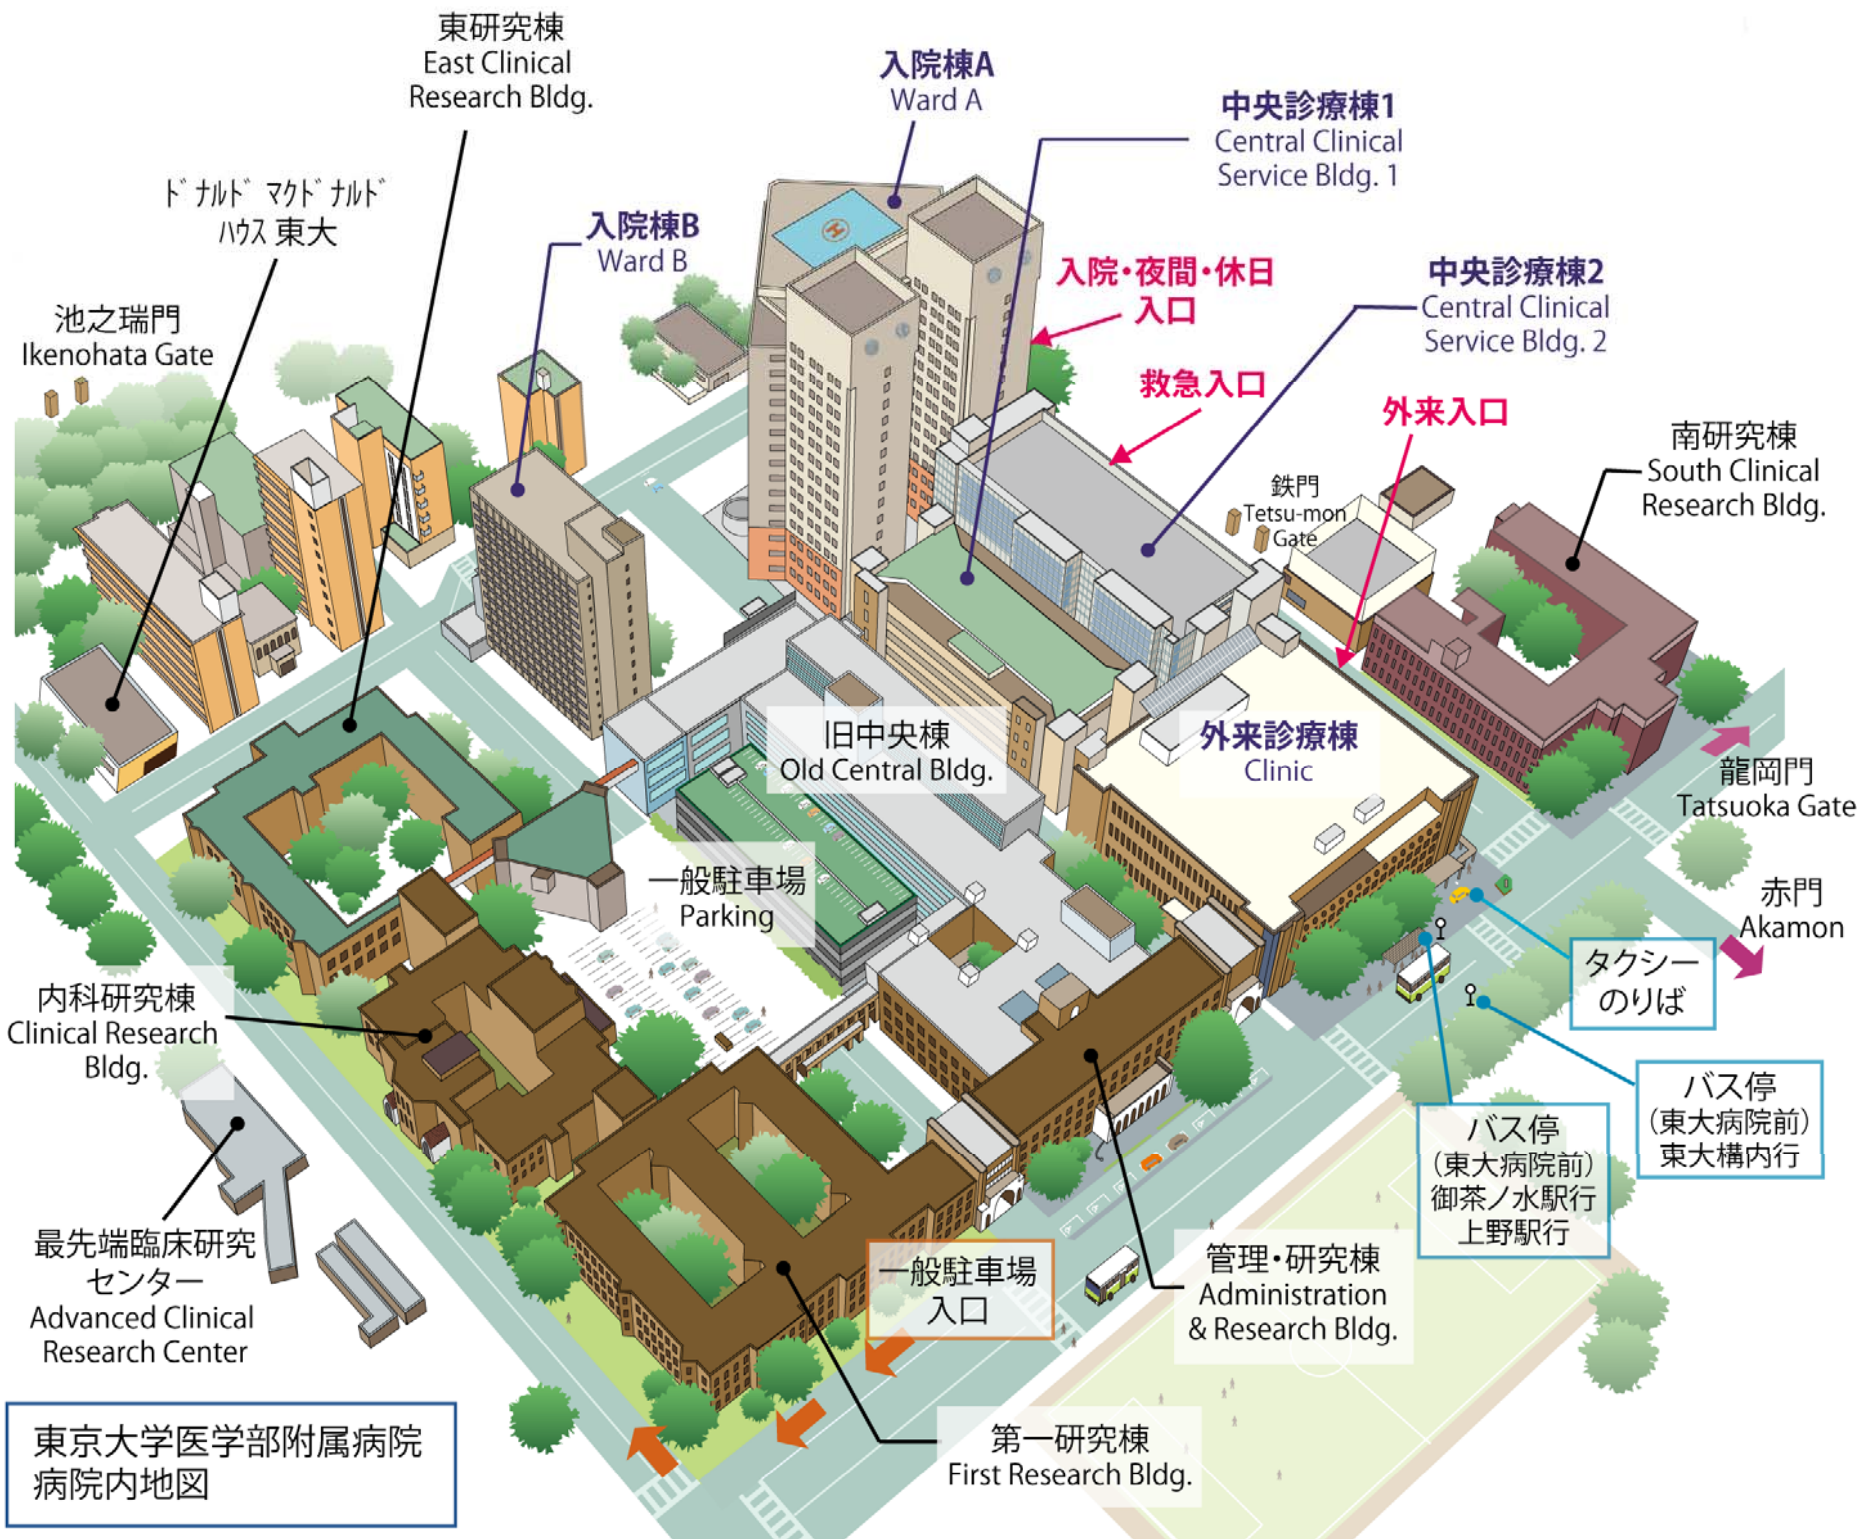 東研究棟
East Clinical
Research Bldg.
入院棟A
Ward A
中央診療棟1
Central Clinical
Service Bldg. 1
ﾄﾞﾅﾙﾄﾞ ﾏｸﾄﾞﾅﾙﾄﾞ
ﾊｳｽ 東大
入院棟B
Ward B
入院・夜間・休日
入口
中央診療棟2
Central Clinical
Service Bldg. 2
池之瑞門
Ikenohata Gate
救急入口
外来入口
南研究棟
South Clinical
Research Bldg.
鉄門
Tetsu-mon
Gate
H
旧中央棟
Old Central Bldg.
外来診療棟
Clinic
龍岡門
Tatsuoka Gate
一般駐車場
Parking
赤門
Akamon
タクシー
のりば
内科研究棟
Clinical Research
Bldg.
バス停
（東大病院前）
東大構内行
バス停
（東大病院前）
御茶ノ水駅行
上野駅行
最先端臨床研究
センター
Advanced Clinical
Research Center
一般駐車場
入口
管理・研究棟
Administration
& Research Bldg.
第一研究棟
First Research Bldg.
東京大学医学部附属病院
病院内地図